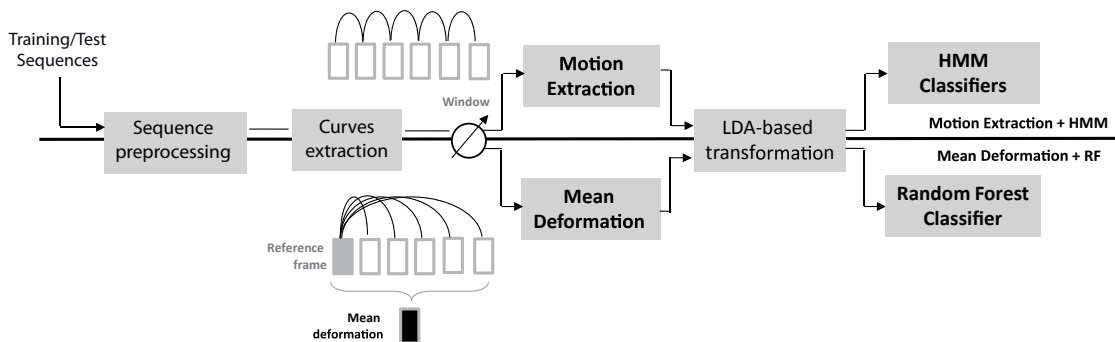 Training/Test
Sequences
Sequence
preprocessing
Curves
extraction
Window
Motion
Extraction
Mean
Deformation
LDA-based
transformation
HMM
Classifiers
Motion Extraction + HMM
Mean Deformation + RF
Random Forest
Classifier
Reference
frame
Mean
deformation